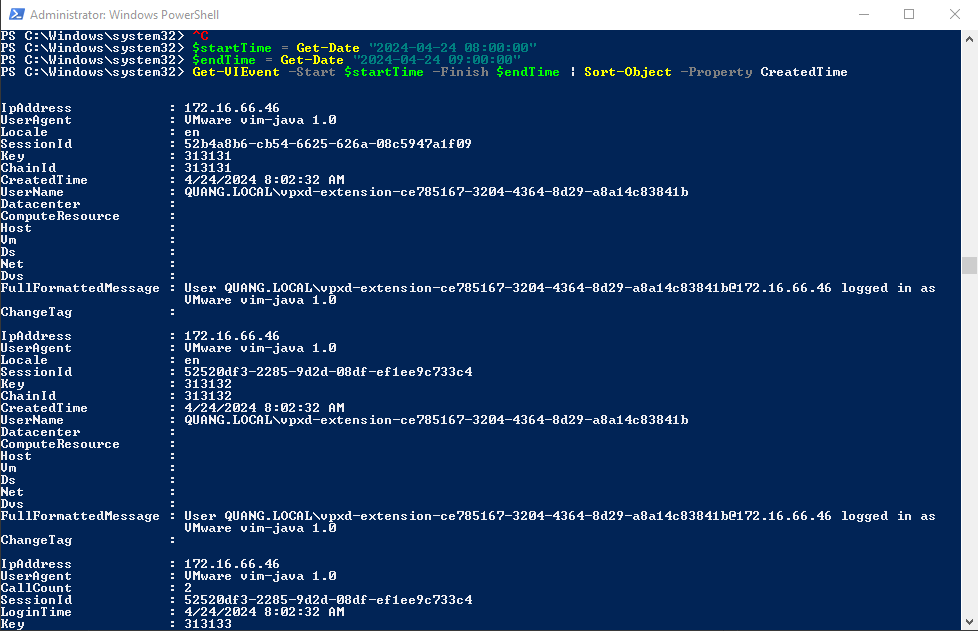 Administrator: Windows PowerShell
PS C:\Windows\system32> ^C
PS C:\Windows\system32> $startTime = Get-Date "2024-04-24 08:00:00"
PS C:\Windows\system32> $endTime = Get-Date "2024-04-24 09:00:00"
PS C:\Windows\system32> Get-VIEvent -Start $startTime -Finish $endTime | Sort-Object -Property CreatedTime
IpAddress : 172.16.66.46
UserAgent : VMware vim-java 1.0
Locale : en
SessionId : 52b4a8b6-cb54-6625-626a-08c5947a1f09
Key : 313131
ChainId : 313131
CreatedTime : 4/24/2024 8:02:32 AM
UserName : QUANG.LOCAL\vpxd-extension-ce785167-3204-4364-8d29-a8a14c83841b
Datacenter :
ComputeResource :
Host :
Vm :
Ds :
Net :
Dvs :
FullFormattedMessage : User QUANG.LOCAL\vpxd-extension-ce785167-3204-4364-8d29-a8a14c83841b@172.16.66.46 logged in as
VMware vim-java 1.0
ChangeTag :
IpAddress : 172.16.66.46
UserAgent : VMware vim-java 1.0
Locale : en
SessionId : 52520df3-2285-9d2d-08df-ef1ee9c733c4
Key : 313132
ChainId : 313132
CreatedTime : 4/24/2024 8:02:32 AM
UserName : QUANG.LOCAL\vpxd-extension-ce785167-3204-4364-8d29-a8a14c83841b
Datacenter :
ComputeResource :
Host :
Vm :
Ds :
Net :
Dvs :
FullFormattedMessage : User QUANG.LOCAL\vpxd-extension-ce785167-3204-4364-8d29-a8a14c83841b@172.16.66.46 logged in as
VMware vim-java 1.0
ChangeTag :
IpAddress : 172.16.66.46
UserAgent : VMware vim-java 1.0
CallCount : 2
SessionId : 52520df3-2285-9d2d-08df-ef1ee9c733c4
LoginTime : 4/24/2024 8:02:32 AM
Key : 313133